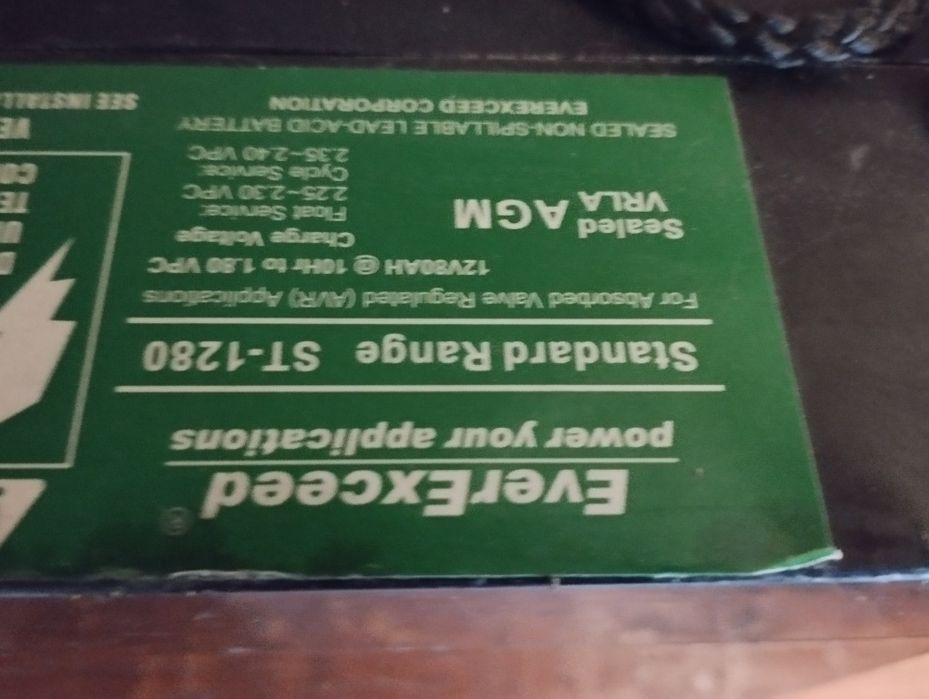 EverExceed®
power your applications
Standard Range ST-1280
For Absorbed Valve Regulated (AVR) Applications
12V80AH @ 10Hr to 1.80 VPC
Sealed AGM
VRLA
Charge Voltage
Float Service:
2.25~2.30 VPC
Cycle Service:
2.35~2.40 VPC
SEALED NON-SPILLABLE LEAD-ACID BATTERY
EVEREXCEED CORPORATION
SEE INSTALL